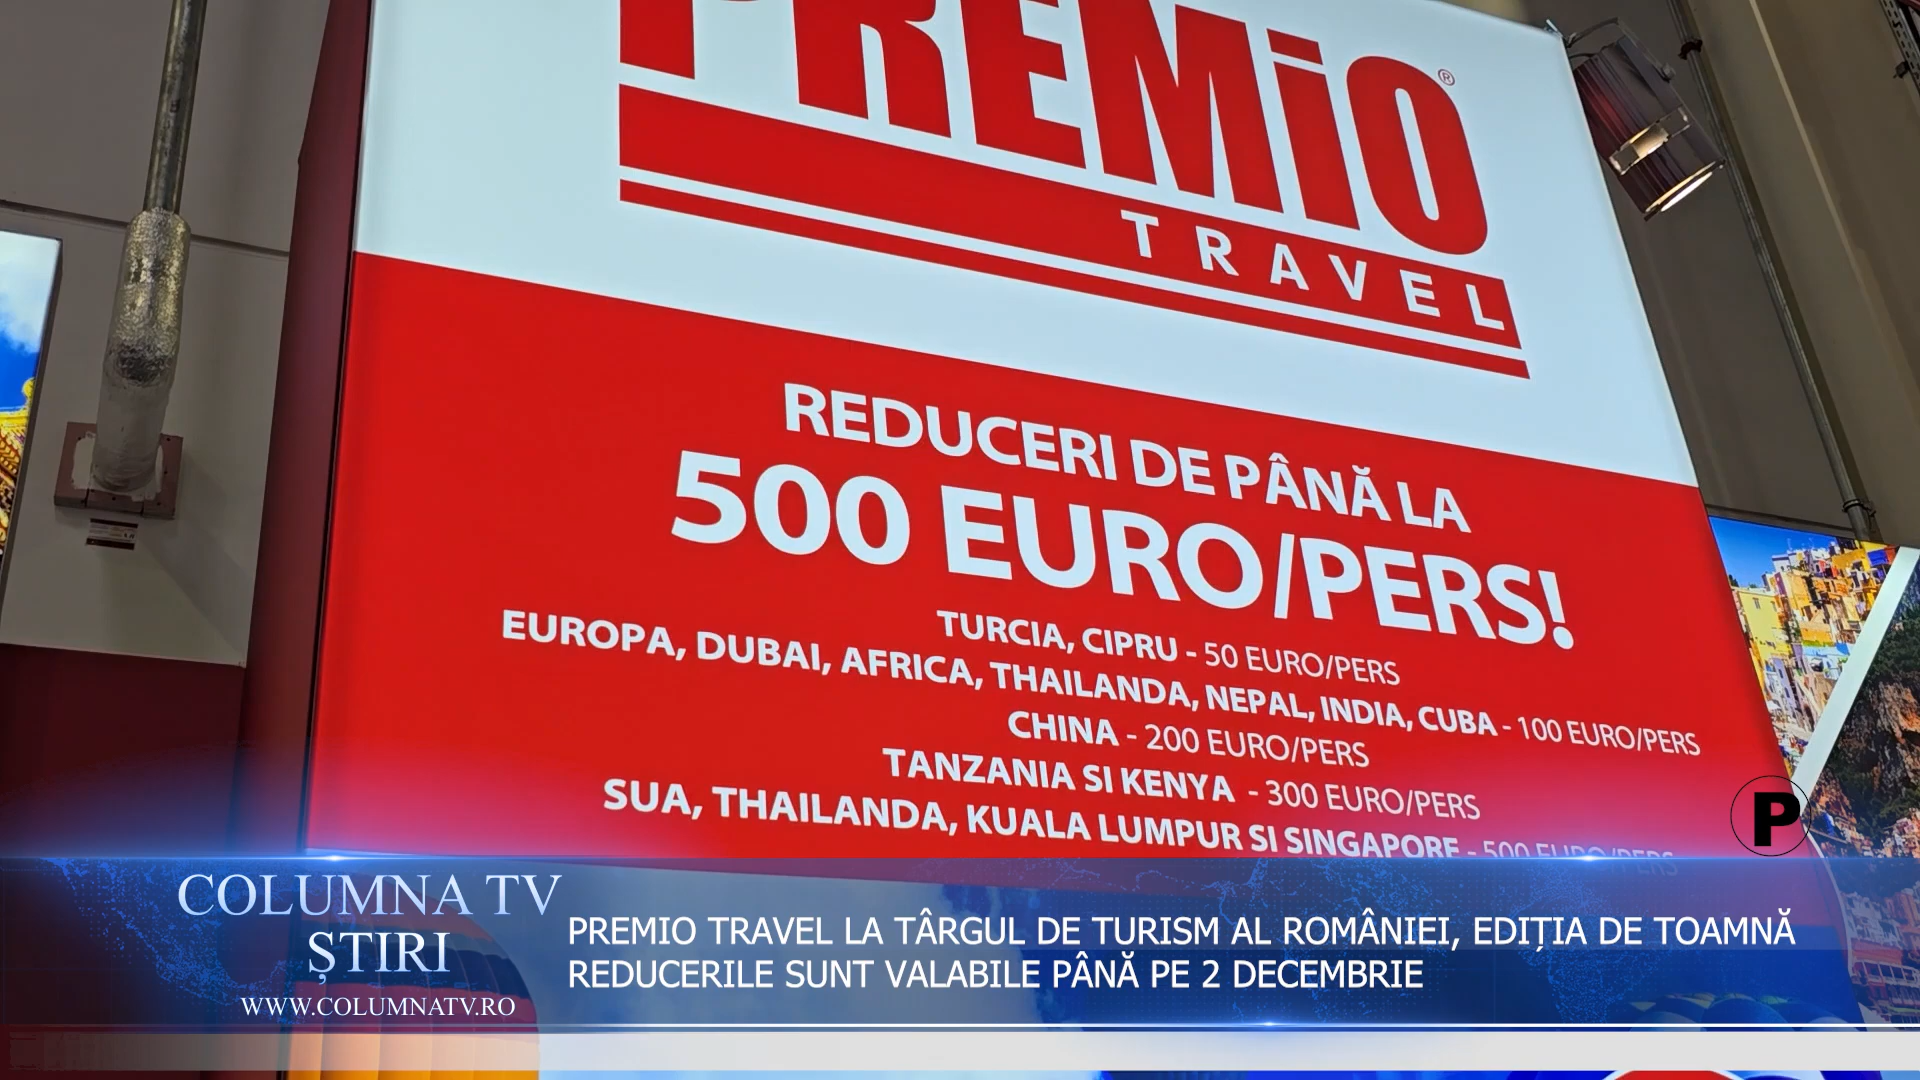 PREMiO®
TRAVEL
REDUCERI DE PÂNĂ LA
500 EURO/PERS!
TURCIA, CIPRU - 50 EURO/PERS
EUROPA, DUBAI, AFRICA, THAILANDA, NEPAL, INDIA, CUBA - 100 EURO/PERS
CHINA - 200 EURO/PERS
TANZANIA SI KENYA - 300 EURO/PERS
SUA, THAILANDA, KUALA LUMPUR SI SINGAPORE - 500 EURO/PERS
P
COLUMNA TV
ȘTIRI
WWW.COLUMNATV.RO
PREMIO TRAVEL LA TÂRGUL DE TURISM AL ROMÂNIEI, EDIȚIA DE TOAMNĂ
REDUCERILE SUNT VALABILE PÂNĂ PE 2 DECEMBRIE